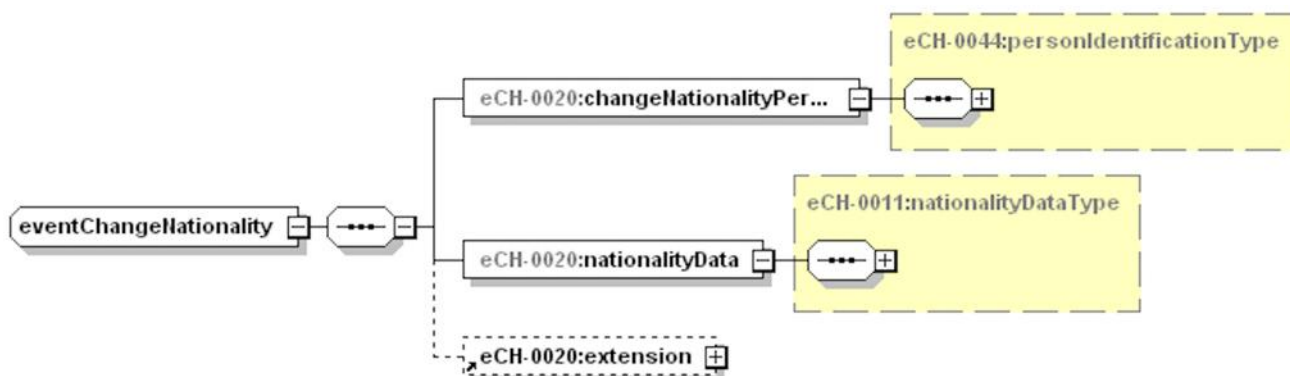 eCH-0044:personIdentificationType
eCH-0020:changeNationalityPer...
eventChangeNationality
eCH-0011:nationalityDataType
eCH-0020:nationalityData
eCH-0020:extension